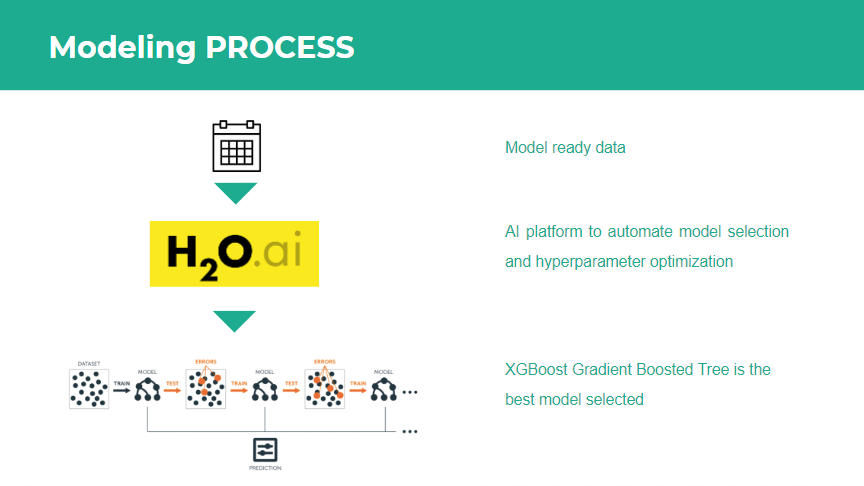 Modeling PROCESS
Model ready data
H2O.ai
AI platform to automate model selection
and hyperparameter optimization
DATASET
TRAIN
MODEL
TEST
ERRORS
TRAIN
MODEL
TEST
ERRORS
TRAIN
MODEL
PREDICTION
XGBoost Gradient Boosted Tree is the
best model selected